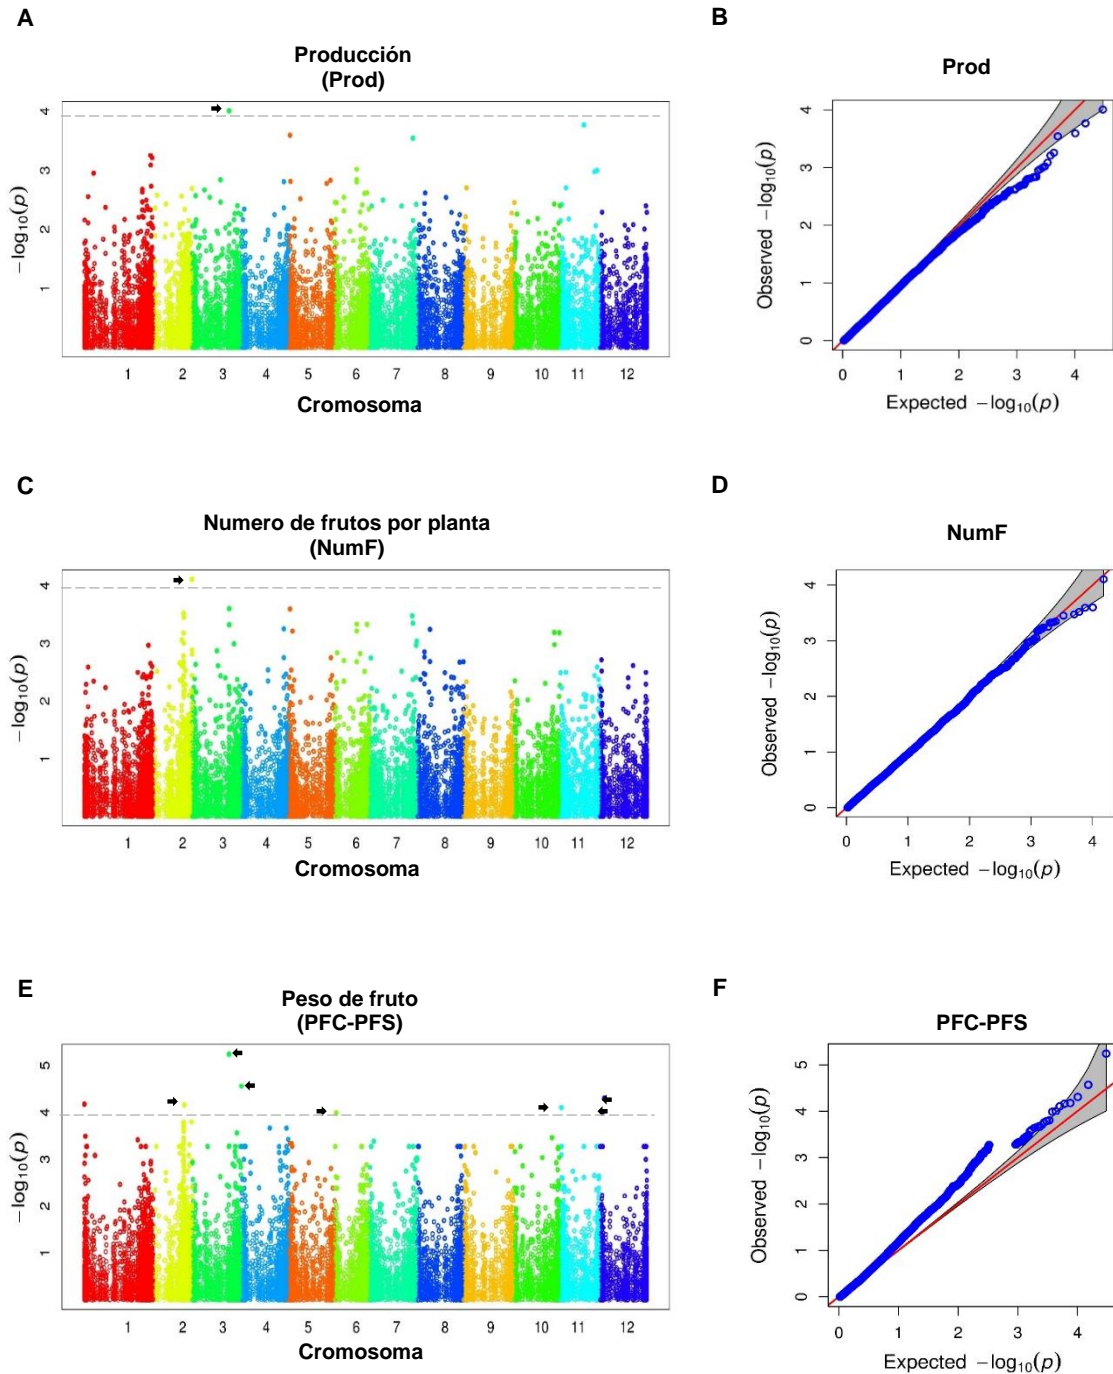 A
B
Producción
(Prod)
Prod
4
3
2
1
−log₁₀(p)
1 2 3 4 5 6 7 8 9 10 11 12
Cromosoma
4
3
2
1
0
Observed −log₁₀(p)
0 1 2 3 4
Expected −log₁₀(p)
C
D
Numero de frutos por planta
(NumF)
NumF
4
3
2
1
−log₁₀(p)
1 2 3 4 5 6 7 8 9 10 11 12
Cromosoma
4
3
2
1
0
Observed −log₁₀(p)
0 1 2 3 4
Expected −log₁₀(p)
E
F
Peso de fruto
(PFC-PFS)
PFC-PFS
5
4
3
2
1
−log₁₀(p)
1 2 3 4 5 6 7 8 9 10 11 12
Cromosoma
5
4
3
2
1
0
Observed −log₁₀(p)
0 1 2 3 4
Expected −log₁₀(p)